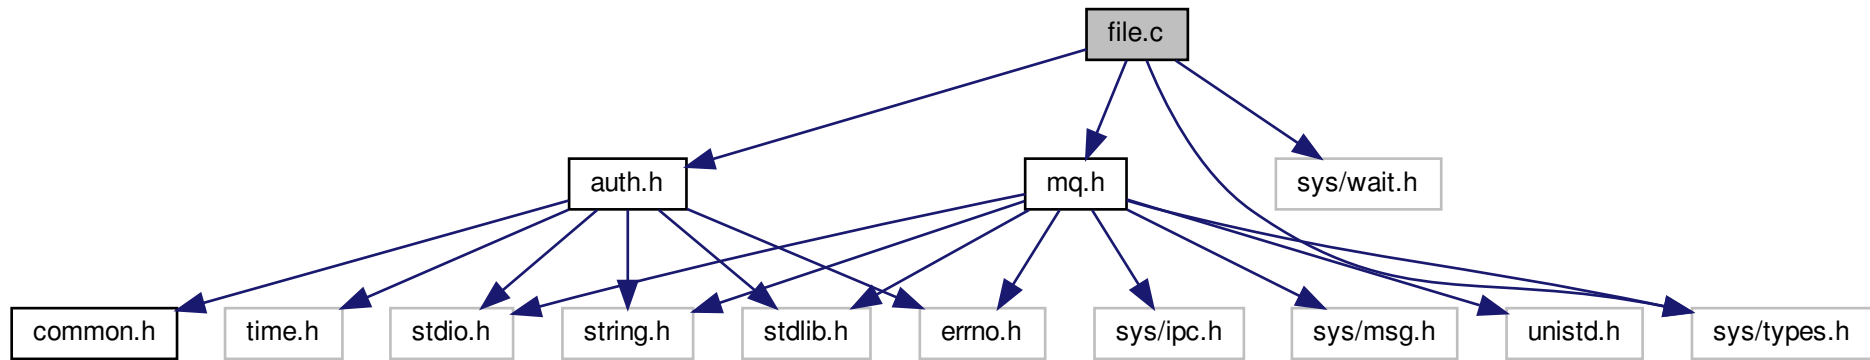 file.c
auth.h
mq.h
sys/wait.h
common.h
time.h
stdio.h
string.h
stdlib.h
errno.h
sys/ipc.h
sys/msg.h
unistd.h
sys/types.h